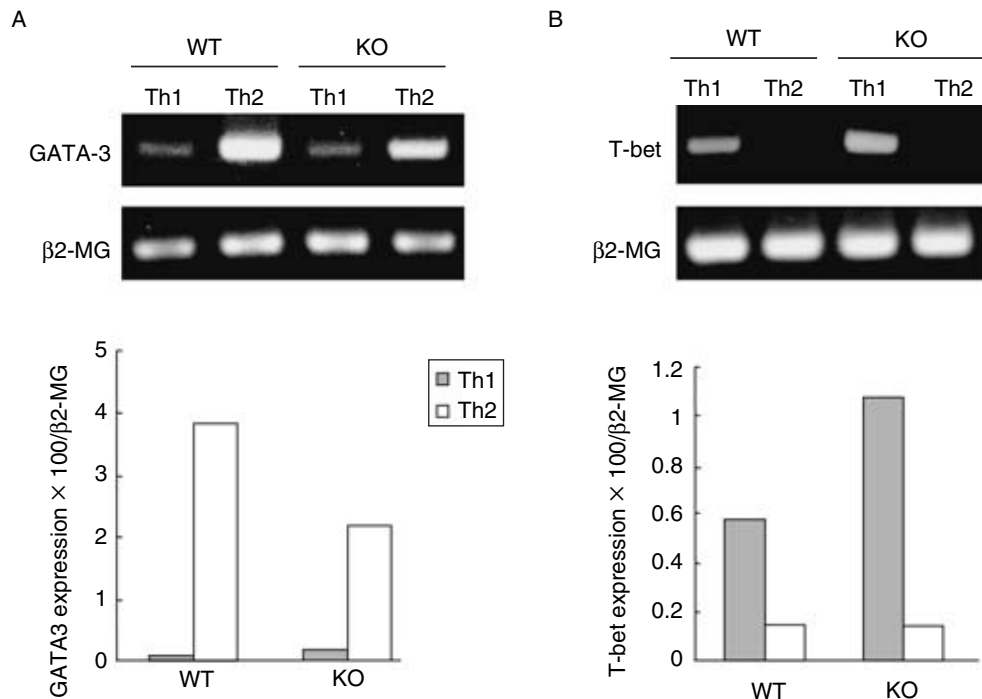 A
WT KO
Th1 Th2 Th1 Th2
GATA-3
β2-MG
GATA3 expression × 100/β2-MG
5
4
3
2
1
0
WT KO
Th1
Th2
B
WT KO
Th1 Th2 Th1 Th2
T-bet
β2-MG
T-bet expression × 100/β2-MG
1.2
1
0.8
0.6
0.4
0.2
0
WT KO